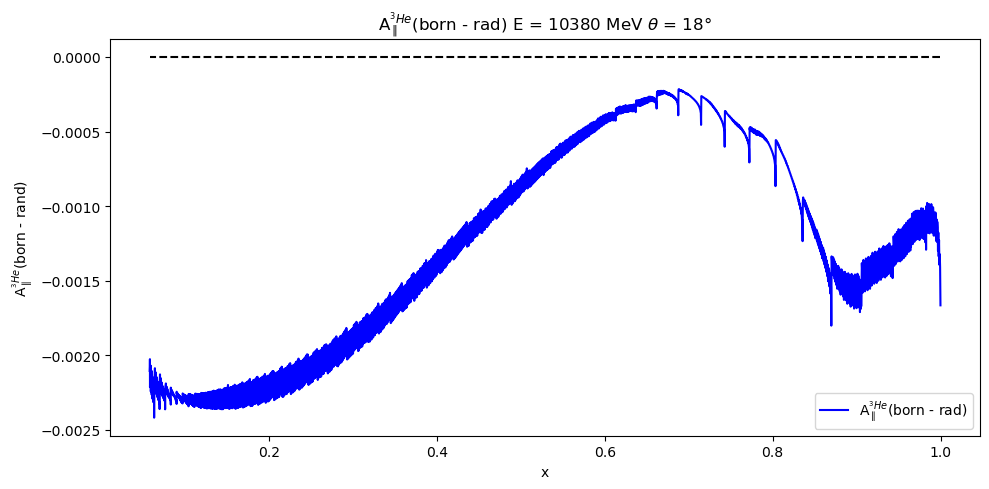 A∥³ᴴᵉ(born - rad) E = 10380 MeV θ = 18°
0.0000
−0.0005
−0.0010
−0.0015
−0.0020
−0.0025
A∥³ᴴᵉ(born - rand)
0.2
0.4
0.6
0.8
1.0
x
A∥³ᴴᵉ(born - rad)